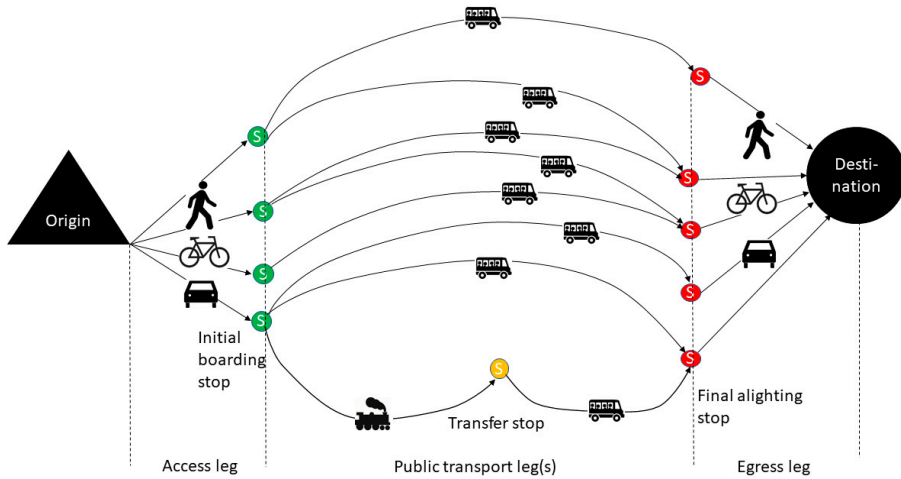 S
S
Desti-
nation
S
S
S
Origin
S
S
S
S
Initial
boarding
stop
S
S
Final alighting
stop
Transfer stop
Access leg
Public transport leg(s)
Egress leg